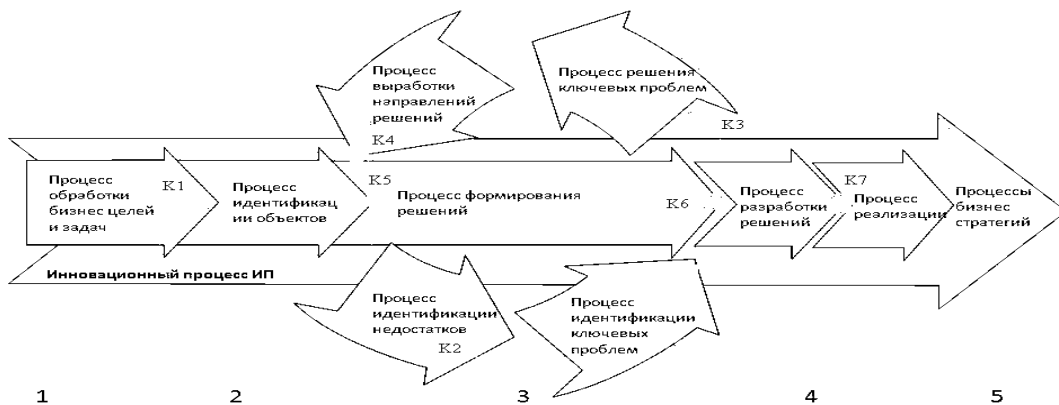 Процесс
выработки
направлений
решений
К4
Процесс решения
ключевых проблем
К3
Процесс
обработки
бизнес целей
и задач
К1
Процесс
идентификац
ии объектов
К5
Процесс формирования
решений
К6
Процесс
разработки
решений
К7
Процесс
реализации
Процессы
бизнес
стратегий
Инновационный процесс ИП
Процесс
идентификации
недостатков
К2
Процесс
идентификации
ключевых
проблем
1 2 3 4 5